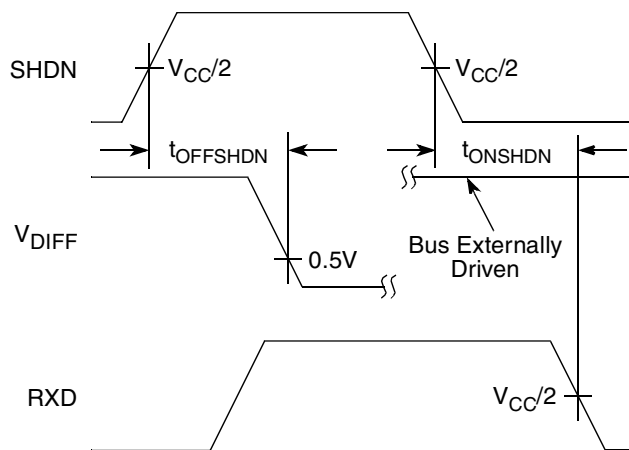 SHDN
V_CC/2
V_CC/2
t_OFFSHDN
t_ONSHDN
V_DIFF
0.5V
Bus Externally
Driven
RXD
V_CC/2